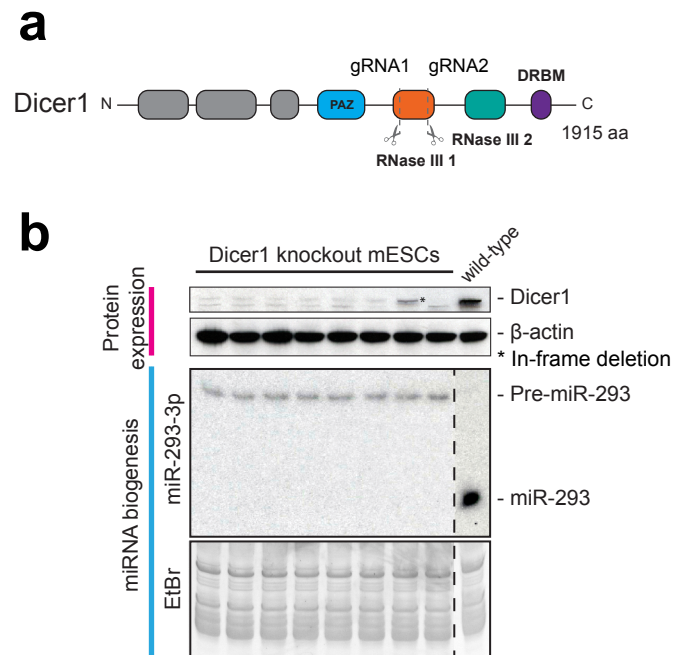 a
gRNA1 gRNA2
DRBM
Dicer1 N PAZ C
1915 aa
RNase III 2
RNase III 1
b
Dicer1 knockout mESCs wild-type
Protein expression
* - Dicer1
- β-actin
* In-frame deletion
miRNA biogenesis
miR-293-3p
- Pre-miR-293
- miR-293
EtBr